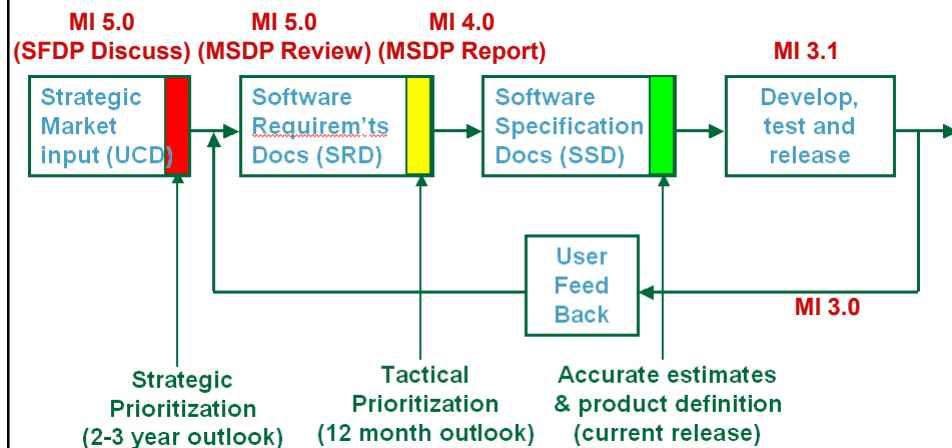 MI 5.0
(SFDP Discuss)
MI 5.0
(MSDP Review)
MI 4.0
(MSDP Report)
MI 3.1
Strategic
Market
input (UCD)
Software
Requirem'ts
Docs (SRD)
Software
Specification
Docs (SSD)
Develop,
test and
release
User
Feed
Back
MI 3.0
Strategic
Prioritization
(2-3 year outlook)
Tactical
Prioritization
(12 month outlook)
Accurate estimates
& product definition
(current release)